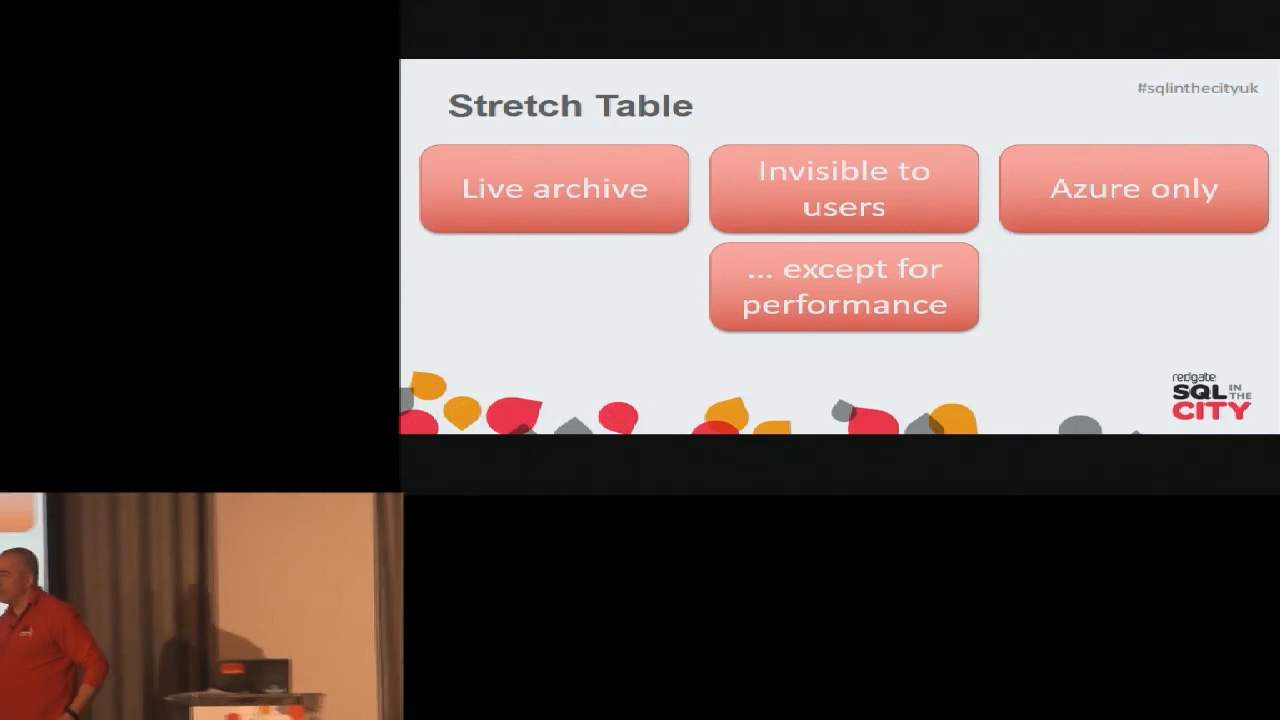 #sqlinthecityuk
Stretch Table
Live archive
Invisible to
users
Azure only
... except for
performance
redgate
SQL IN
THE
CITY